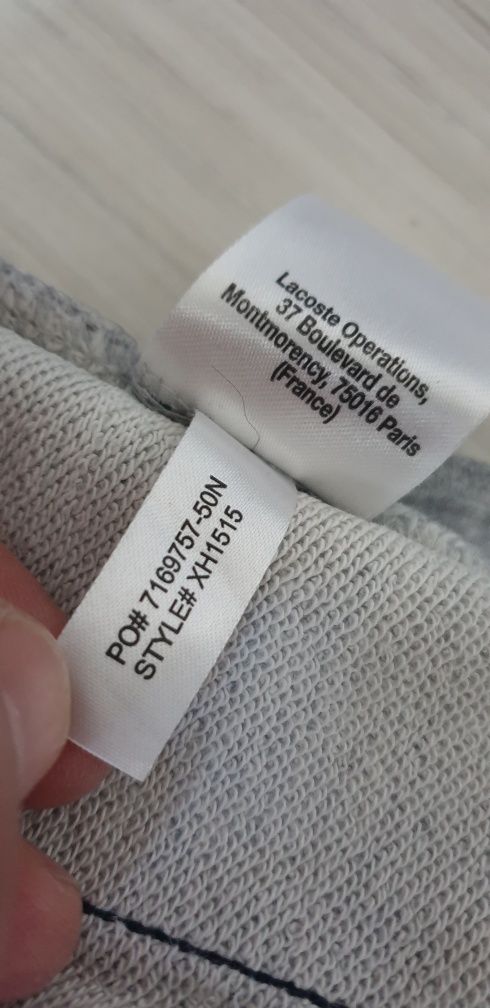 Lacoste Operations,
37 Boulevard de
Montmorency, 75016 Paris
(France)
PO# 7169757-50N
STYLE# XH1515